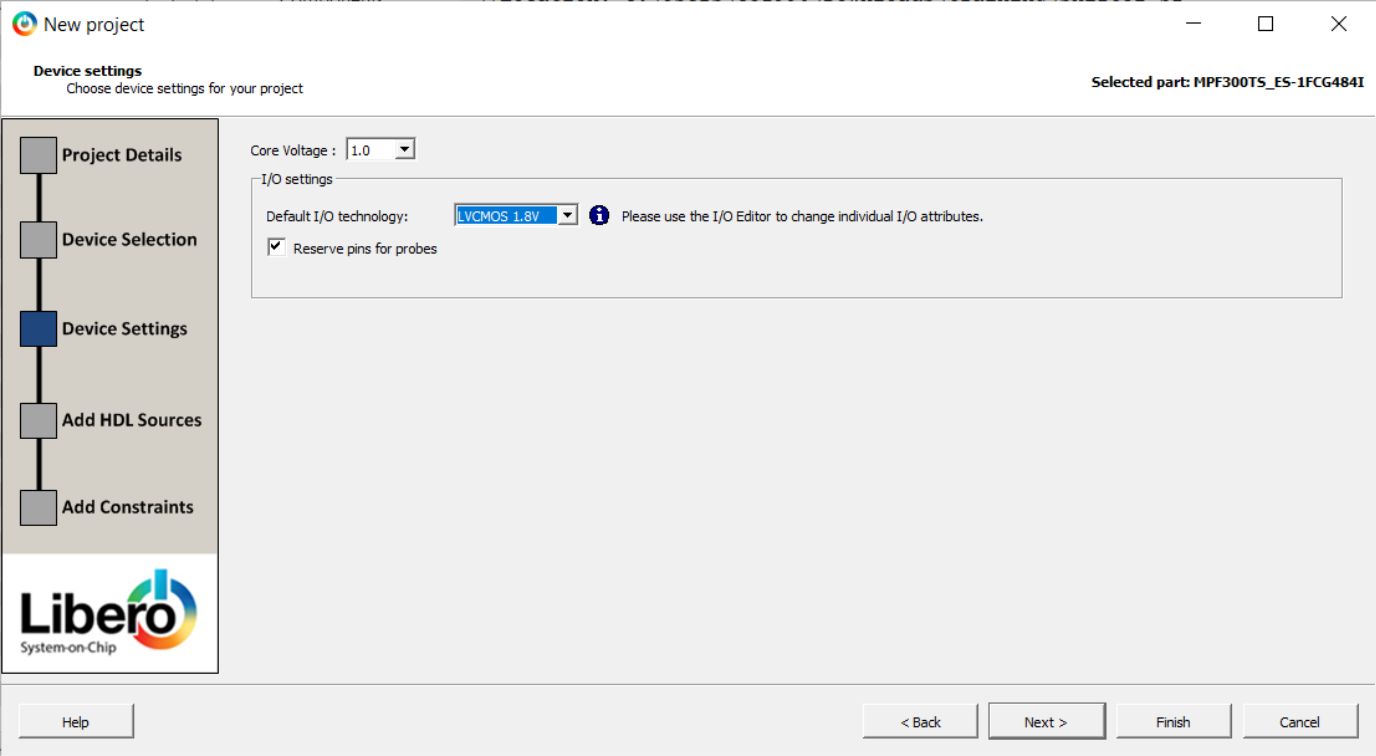 New project
Device settings
Choose device settings for your project
Selected part: MPF300TS_ES-1FCG484I
Project Details
Device Selection
Device Settings
Add HDL Sources
Add Constraints
Libero
System-on-Chip
Core Voltage : 1.0
I/O settings
Default I/O technology: LVCMOS 1.8V Please use the I/O Editor to change individual I/O attributes.
Reserve pins for probes
Help
< Back
Next >
Finish
Cancel